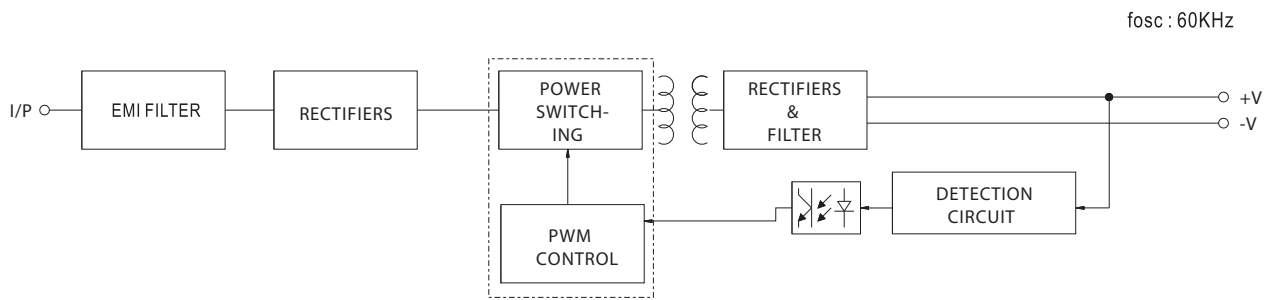 fosc : 60KHz
I/P
EMI FILTER
RECTIFIERS
POWER
SWITCH-
ING
RECTIFIERS
&
FILTER
+V
-V
PWM
CONTROL
DETECTION
CIRCUIT